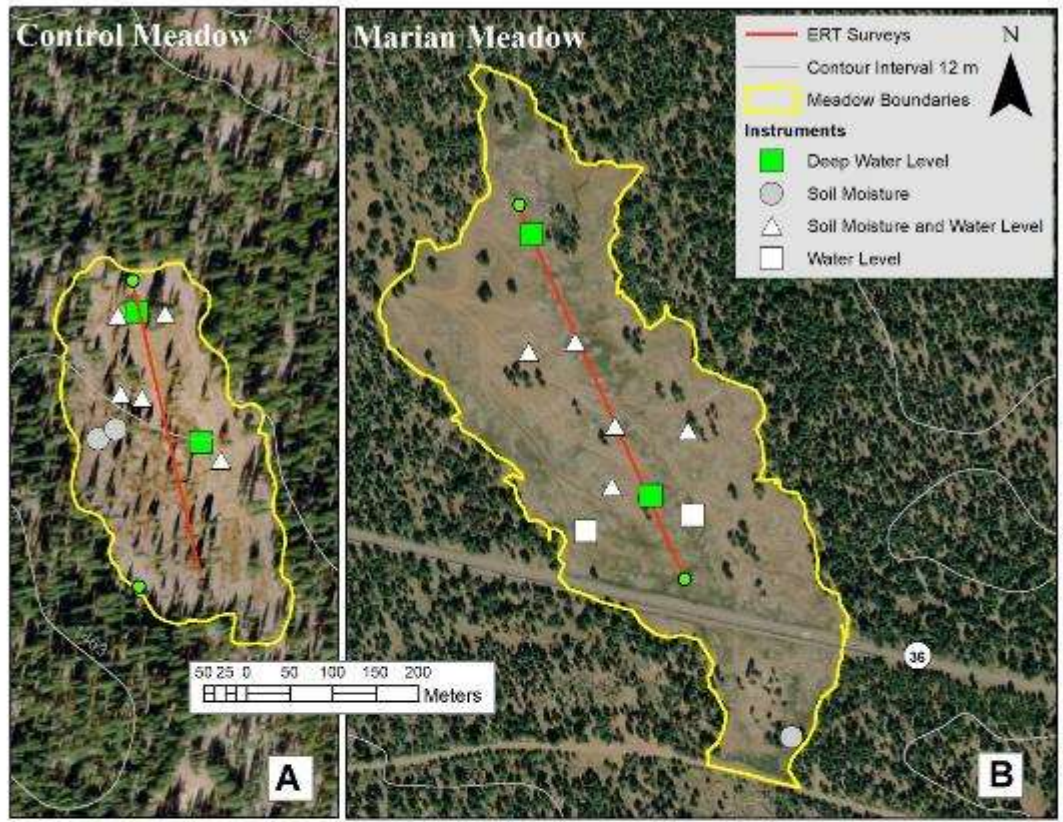 Control Meadow
Marian Meadow
ERT Surveys
N
Contour Interval 12 m
Meadow Boundaries
Instruments
Deep Water Level
Soil Moisture
Soil Moisture and Water Level
Water Level
36
50 25 0 50 100 150 200
Meters
A
B